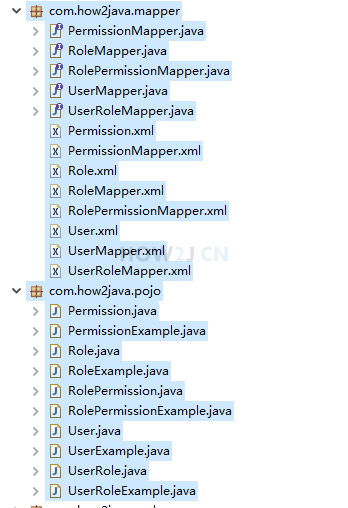 com.how2java.mapper
PermissionMapper.java
RoleMapper.java
RolePermissionMapper.java
UserMapper.java
UserRoleMapper.java
Permission.xml
PermissionMapper.xml
Role.xml
RoleMapper.xml
RolePermissionMapper.xml
User.xml
UserMapper.xml
HOW2J.CN
UserRoleMapper.xml
com.how2java.pojo
Permission.java
PermissionExample.java
Role.java
RoleExample.java
RolePermission.java
RolePermissionExample.java
User.java
UserExample.java
UserRole.java
UserRoleExample.java